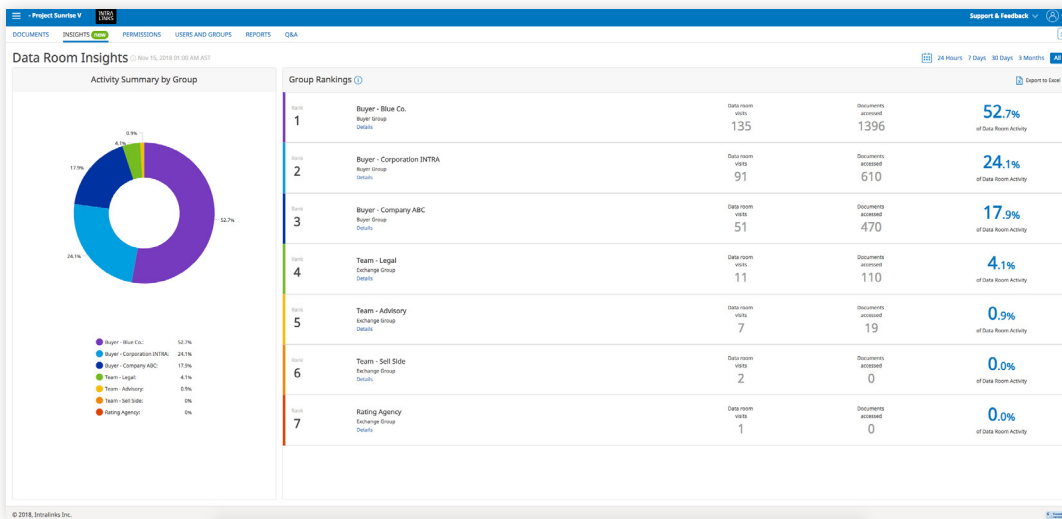 - Project Sunrise V
INTRA
LINKS
Support & Feedback
DOCUMENTS INSIGHTS new PERMISSIONS USERS AND GROUPS REPORTS Q&A
Data Room Insights Nov 15, 2018 01:00 AM AST
24 Hours 7 Days 30 Days 3 Months All
Activity Summary by Group
0.9%
4.1%
17.9%
52.7%
24.1%
Buyer - Blue Co.: 52.7%
Buyer - Corporation INTRA: 24.1%
Buyer - Company ABC: 17.9%
Team - Legal: 4.1%
Team - Advisory: 0.9%
Team - Sell Side: 0%
Rating Agency: 0%
Group Rankings
Export to Excel
Rank
1
Buyer - Blue Co.
Buyer Group
Details
Data room
visits
135
Documents
accessed
1396
52.7%
of Data Room Activity
Rank
2
Buyer - Corporation INTRA
Buyer Group
Details
Data room
visits
91
Documents
accessed
610
24.1%
of Data Room Activity
Rank
3
Buyer - Company ABC
Buyer Group
Details
Data room
visits
51
Documents
accessed
470
17.9%
of Data Room Activity
Rank
4
Team - Legal
Exchange Group
Details
Data room
visits
11
Documents
accessed
110
4.1%
of Data Room Activity
Rank
5
Team - Advisory
Exchange Group
Details
Data room
visits
7
Documents
accessed
19
0.9%
of Data Room Activity
Rank
6
Team - Sell Side
Exchange Group
Details
Data room
visits
2
Documents
accessed
0
0.0%
of Data Room Activity
Rank
7
Rating Agency
Exchange Group
Details
Data room
visits
1
Documents
accessed
0
0.0%
of Data Room Activity
© 2018, Intralinks Inc.